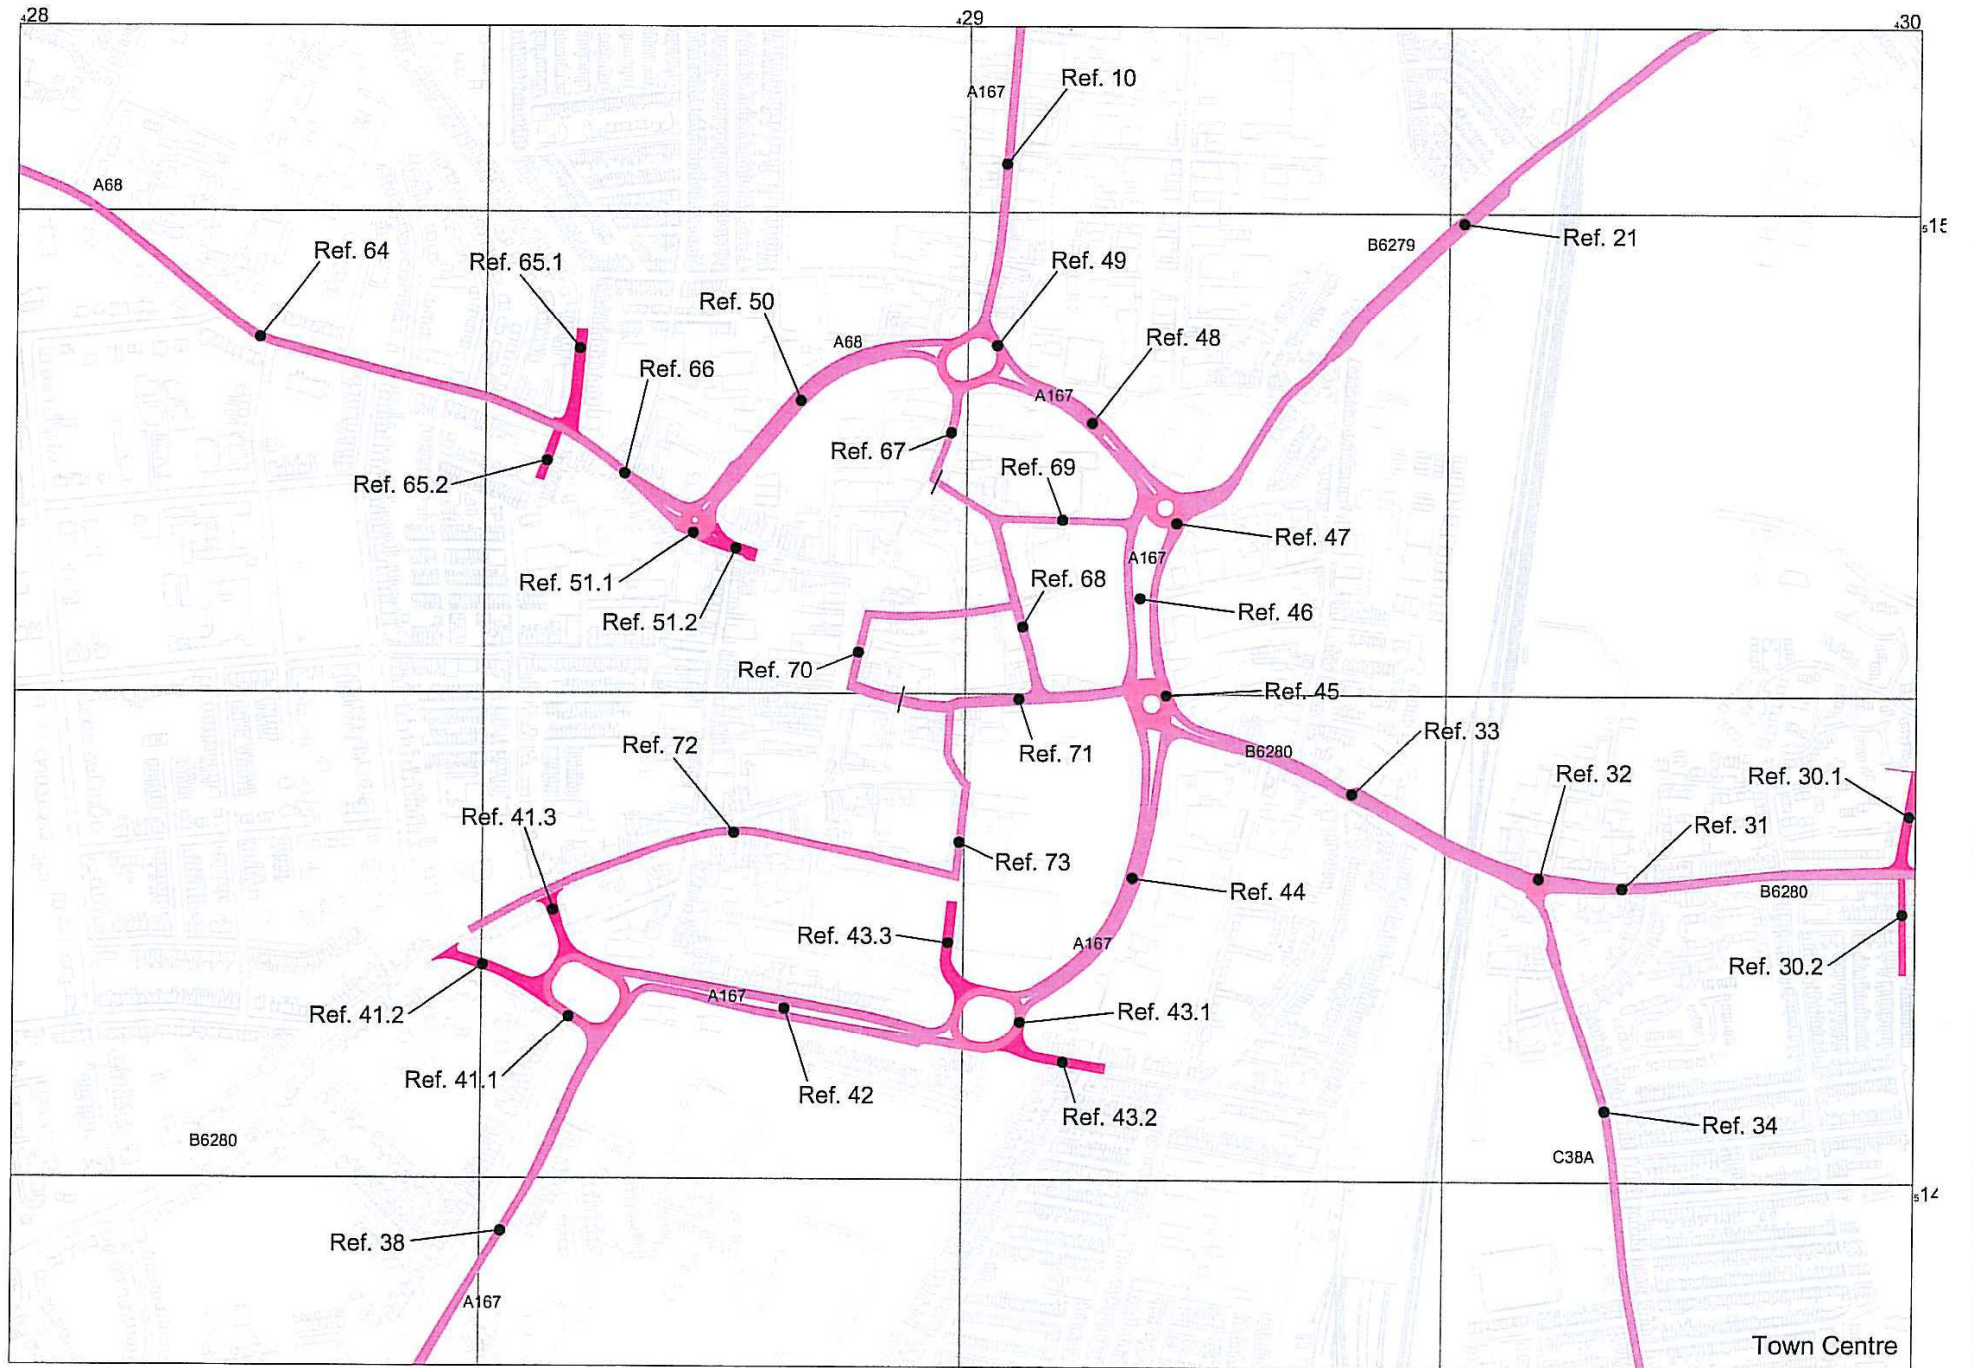 428
429
430
Ref. 10
A167
A68
515
Ref. 21
B6279
Ref. 64
Ref. 65.1
Ref. 49
Ref. 50
Ref. 48
A68
Ref. 66
A167
Ref. 67
Ref. 69
Ref. 65.2
Ref. 47
A167
Ref. 51.1
Ref. 68
Ref. 46
Ref. 51.2
Ref. 70
Ref. 45
Ref. 33
Ref. 72
Ref. 71
B6280
Ref. 32
Ref. 30.1
Ref. 41.3
Ref. 31
Ref. 73
Ref. 44
B6280
Ref. 43.3
A167
Ref. 30.2
A167
Ref. 41.2
Ref. 43.1
Ref. 41.1
Ref. 42
Ref. 43.2
Ref. 34
B6280
C38A
514
Ref. 38
A167
Town Centre